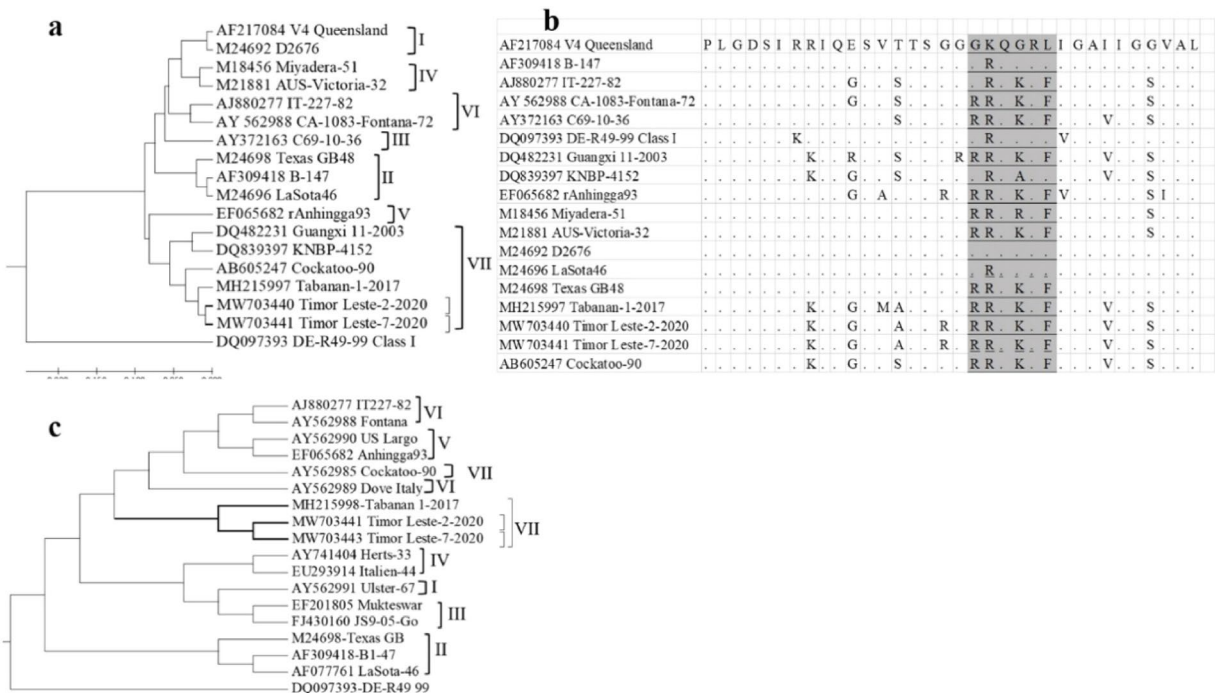 a
AF217084 V4 Queensland
M24692 D2676
I
M18456 Miyadera-51
M21881 AUS-Victoria-32
IV
AJ880277 IT-227-82
AY 562988 CA-1083-Fontana-72
VI
AY372163 C69-10-36
III
M24698 Texas GB48
AF309418 B-147
M24696 LaSota46
II
EF065682 rAnhingga93
V
DQ482231 Guangxi 11-2003
DQ839397 KNBP-4152
AB605247 Cockatoo-90
MH215997 Tabanan-1-2017
MW703440 Timor Leste-2-2020
MW703441 Timor Leste-7-2020
VII
DQ097393 DE-R49-99 Class I
b
AF217084 V4 Queensland P L G D S I R R I Q E S V T T S G G G K Q G R L I G A I I G G V A L
AF309418 B-147 . . . . . . . . . . . . . . . . . . . R . . . . . . . . . . . . . .
AJ880277 IT-227-82 . . . . . . . . . . G . . S . . . . . R . K . F . . . . . . S . . .
AY 562988 CA-1083-Fontana-72 . . . . . . . . . . G . . S . . . . R R . K . F . . . . . . S . . .
AY372163 C69-10-36 . . . . . . . . . . . . . S . . . . R R . K . F . . . V . . S . . .
DQ097393 DE-R49-99 Class I . . . . . . K . . . . . . . . . . . . R . . . . V . . . . . . . . .
DQ482231 Guangxi 11-2003 . . . . . . . K . . R . . S . . . R R R . K . F . . . V . . S . . .
DQ839397 KNBP-4152 . . . . . . . K . . G . . S . . . . . R . A . . . . . V . . S . . .
EF065682 rAnhingga93 . . . . . . . . . . G . A . . . R . R R . K . F V . . . . . S I . .
M18456 Miyadera-51 . . . . . . . . . . . . . . . . . . R R . R . F . . . . . . S . . .
M21881 AUS-Victoria-32 . . . . . . . . . . . . . . . . . . R R . K . F . . . . . . S . . .
M24692 D2676 . . . . . . . . . . . . . . . . . . . . . . . . . . . . . . . . . .
M24696 LaSota46 . . . . . . . . . . . . . . . . . . . R . . . . . . . . . . . . . .
M24698 Texas GB48 . . . . . . . . . . . . . . . . . . R R . K . F . . . . . . . . . .
MH215997 Tabanan-1-2017 . . . . . . . K . . G . M A . . . . R R . K . F . . . V . . S . . .
MW703440 Timor Leste-2-2020 . . . . . . . K . . G . . A . . R . R R . K . F . . . V . . S . . .
MW703441 Timor Leste-7-2020 . . . . . . . K . . G . . A . . R . R R . K . F . . . V . . S . . .
AB605247 Cockatoo-90 . . . . . . . K . . G . . S . . . . R R . K . F . . . V . . S . . .
c
AJ880277 IT227-82
AY562988 Fontana
VI
AY562990 US Largo
EF065682 Anhingga93
V
AY562985 Cockatoo-90
VII
AY562989 Dove Italy
VI
MH215998-Tabanan 1-2017
MW703441 Timor Leste-2-2020
MW703443 Timor Leste-7-2020
VII
AY741404 Herts-33
EU293914 Italien-44
IV
AY562991 Ulster-67
I
EF201805 Mukteswar
FJ430160 JS9-05-Go
III
M24698-Texas GB
AF309418-B1-47
AF077761 LaSota-46
II
DQ097393-DE-R49 99